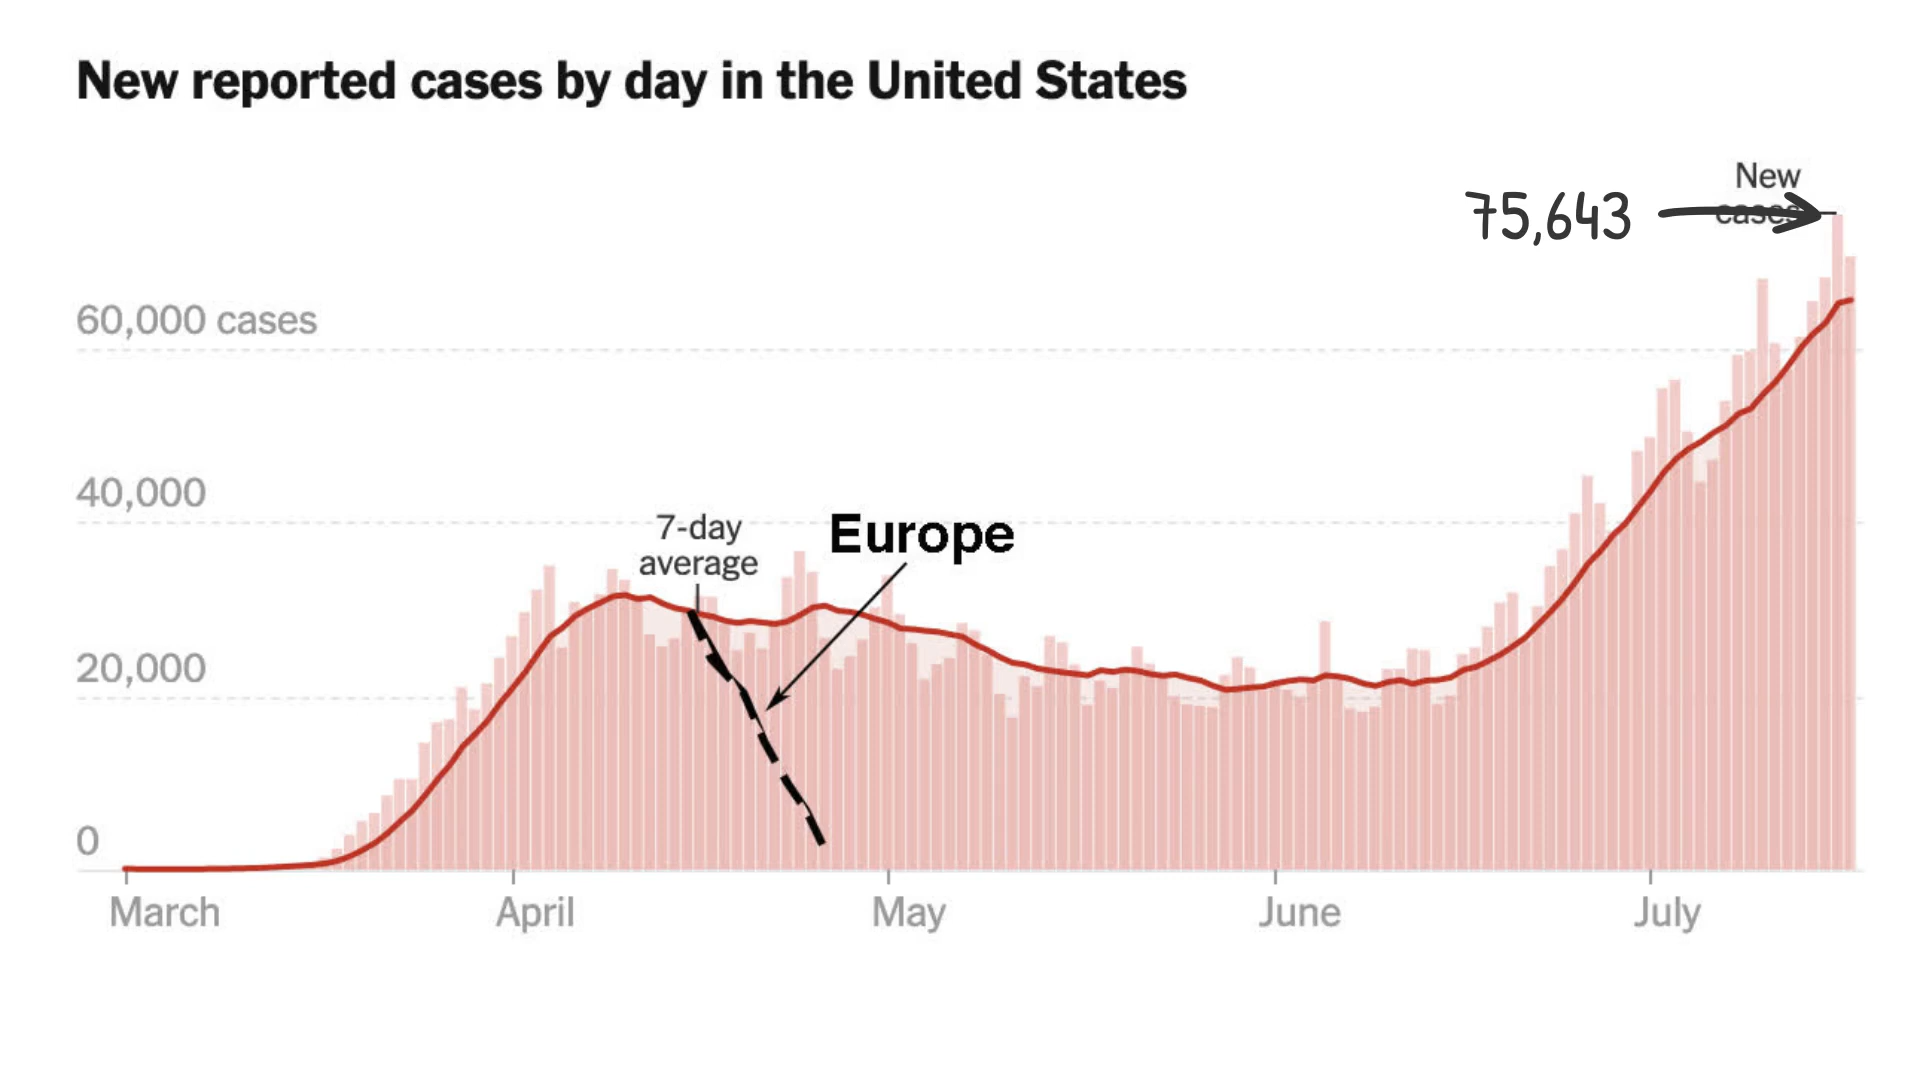 New reported cases by day in the United States
New
cases
75,643
60,000 cases
40,000
7-day
average
Europe
20,000
0
March April May June July